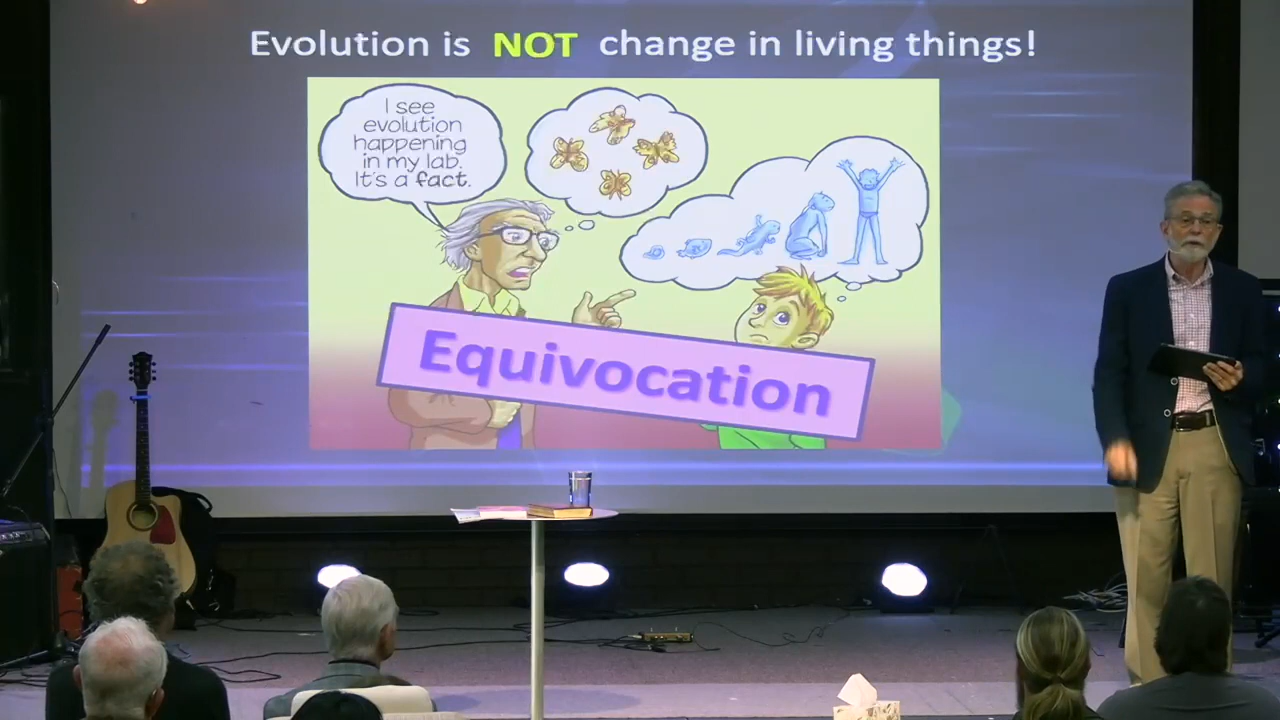 Evolution is NOT change in living things!
I see
evolution
happening
in my lab.
It's a fact.
Equivocation